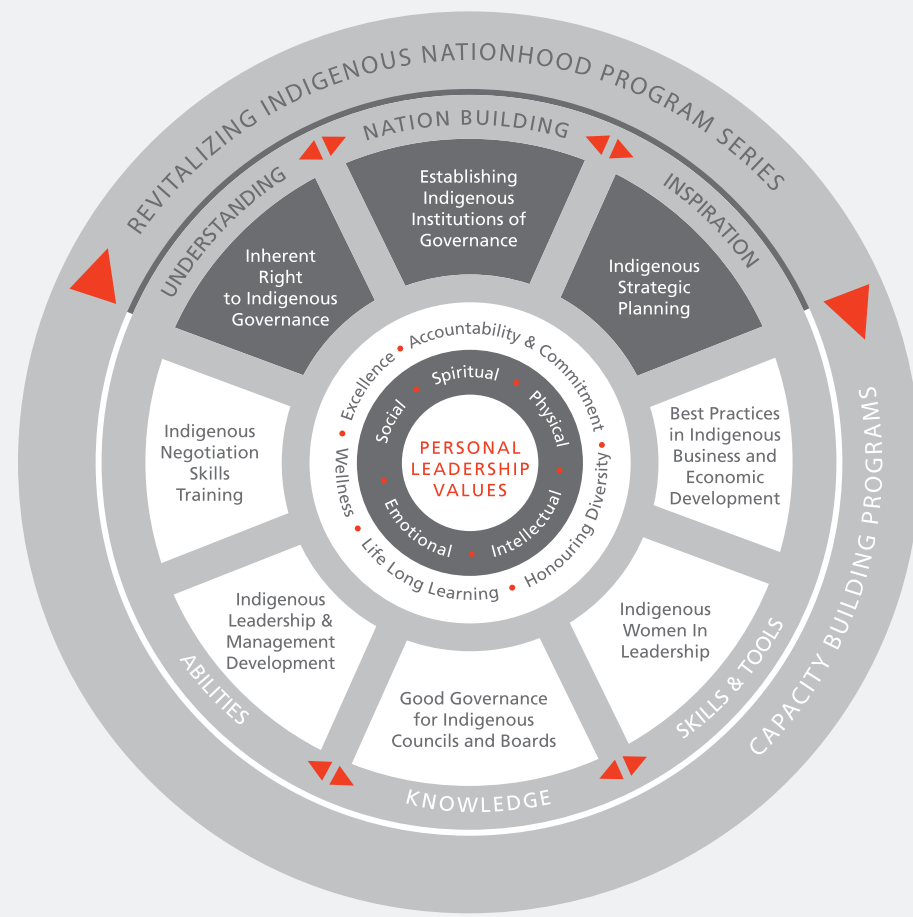 REVITALIZING INDIGENOUS NATIONHOOD PROGRAM SERIES
UNDERSTANDING
NATION BUILDING
INSPIRATION
Inherent
Right
to Indigenous
Governance
Establishing
Indigenous
Institutions of
Governance
Indigenous
Strategic
Planning
Indigenous
Negotiation
Skills
Training
Excellence • Accountability & Commitment • Honouring Diversity • Life Long Learning • Wellness •
Social • Spiritual • Physical • Intellectual • Emotional •
PERSONAL
LEADERSHIP
VALUES
Best Practices
in Indigenous
Business and
Economic
Development
Indigenous
Leadership &
Management
Development
Good Governance
for Indigenous
Councils and Boards
Indigenous
Women In
Leadership
ABILITIES
KNOWLEDGE
SKILLS & TOOLS
CAPACITY BUILDING PROGRAMS